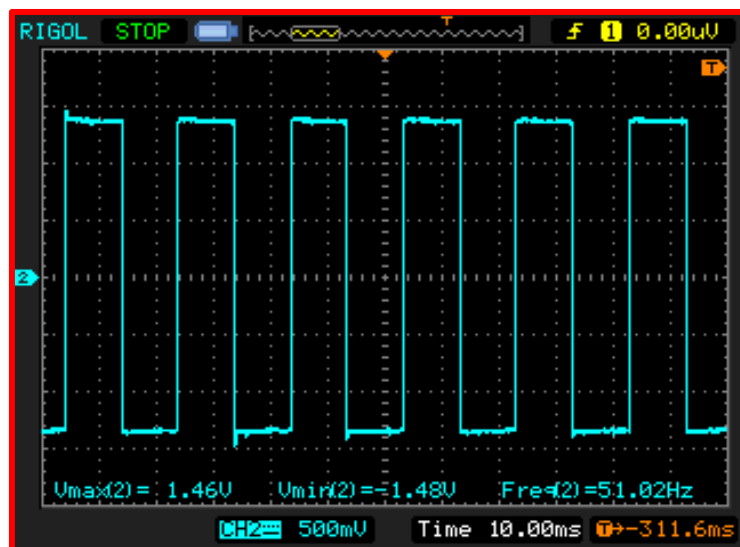 RIGOL STOP T f 1 0.00uV
T
2
Vmax(2)= 1.46V Vmin(2)=-1.48V Freq(2)=51.02Hz
CH2 500mV Time 10.00ms T→-311.6ms